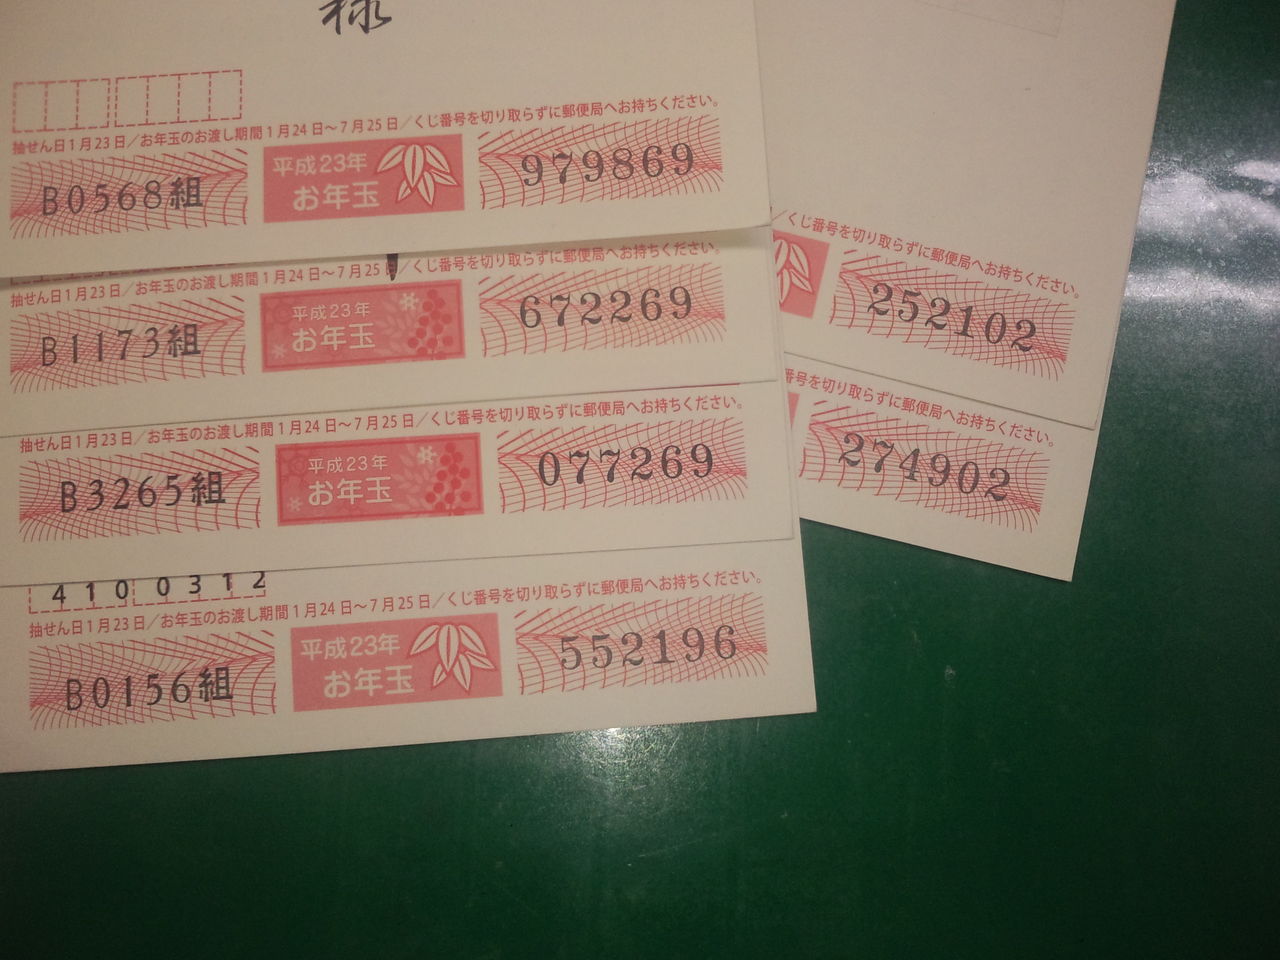 様
抽せん日1月23日／お年玉のお渡し期間1月24日～7月25日／くじ番号を切り取らずに郵便局へお持ちください。
B0568組
平成23年
お年玉
979869
抽せん日1月23日／お年玉のお渡し期間1月24日～7月25日／くじ番号を切り取らずに郵便局へお持ちください。
B1173組
平成23年
お年玉
672269
抽せん日1月23日／お年玉のお渡し期間1月24日～7月25日／くじ番号を切り取らずに郵便局へお持ちください。
B3265組
平成23年
お年玉
077269
410 0312
抽せん日1月23日／お年玉のお渡し期間1月24日～7月25日／くじ番号を切り取らずに郵便局へお持ちください。
B0156組
平成23年
お年玉
552196
／くじ番号を切り取らずに郵便局へお持ちください。
252102
番号を切り取らずに郵便局へお持ちください。
274902